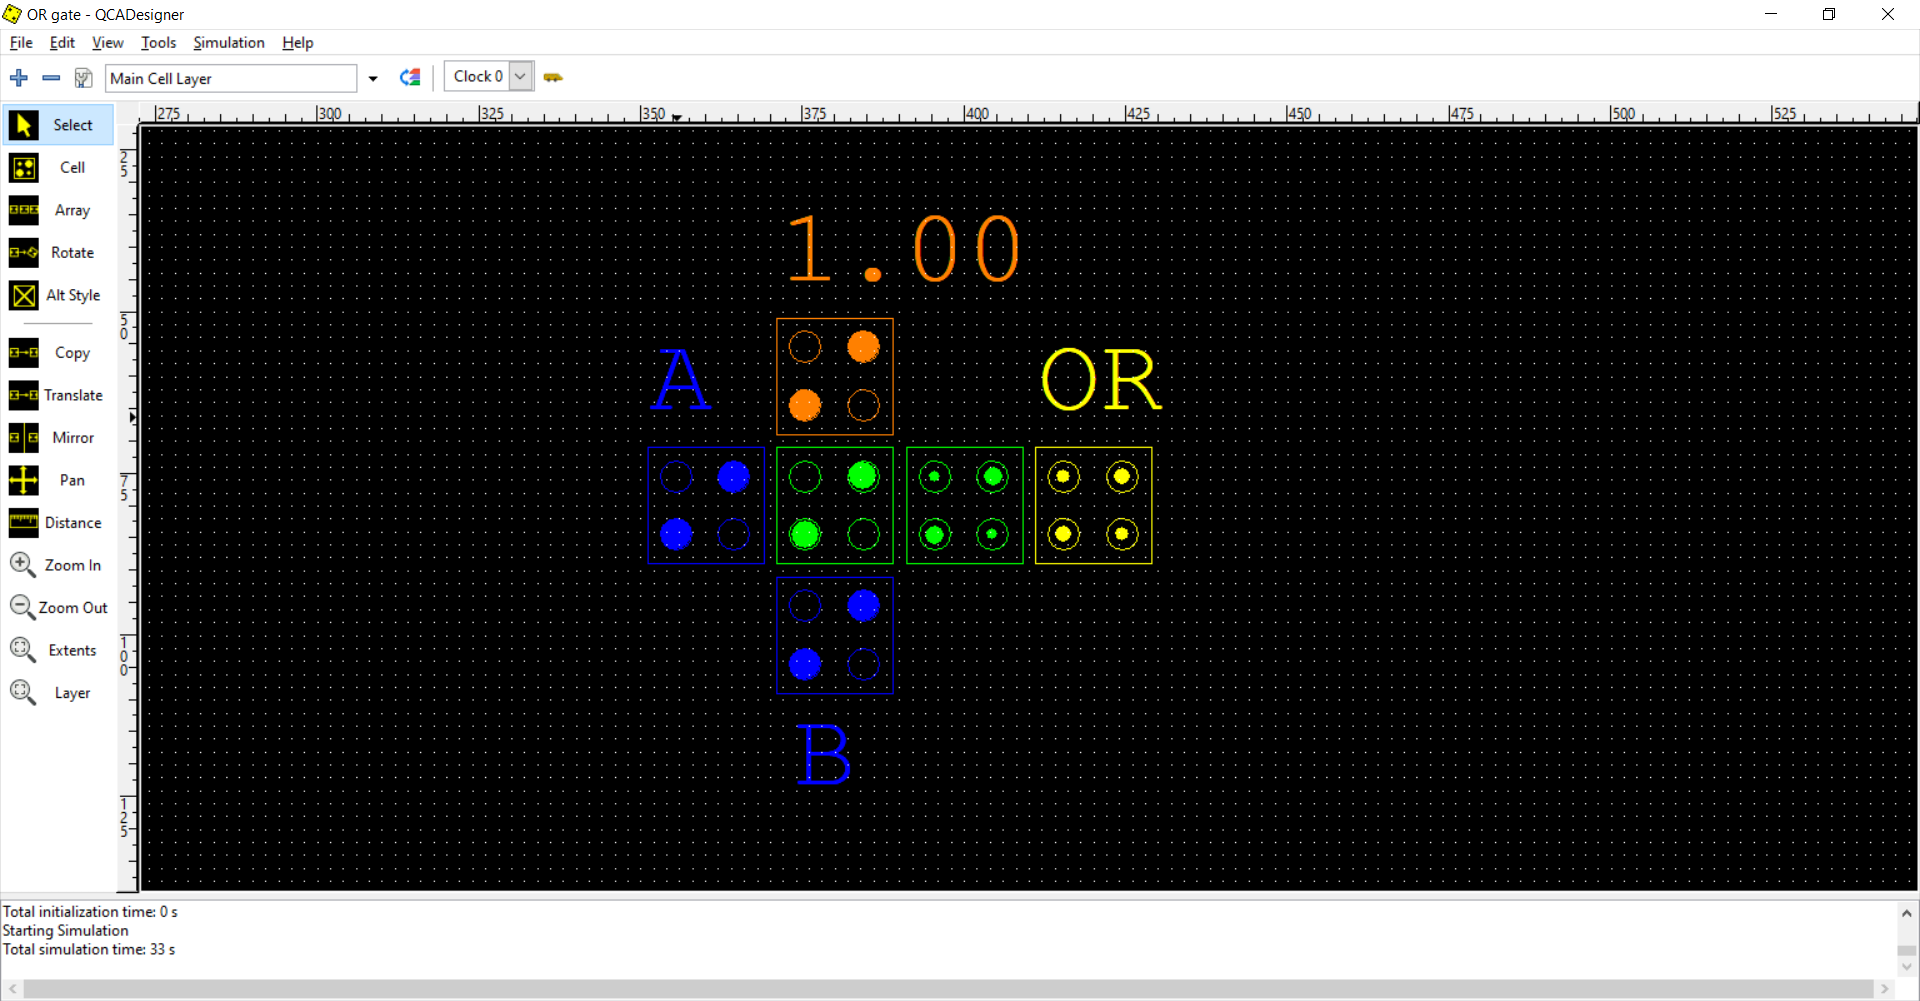 OR gate - QCADesigner
File Edit View Tools Simulation Help
Main Cell Layer Clock 0
275 300 325 350 375 400 425 450 475 500 525
Select
Cell
Array
Rotate
Alt Style
Copy
Translate
Mirror
Pan
Distance
Zoom In
Zoom Out
Extents
Layer
25
50
75
100
125
1.00
A
OR
B
Total initialization time: 0 s
Starting Simulation
Total simulation time: 33 s